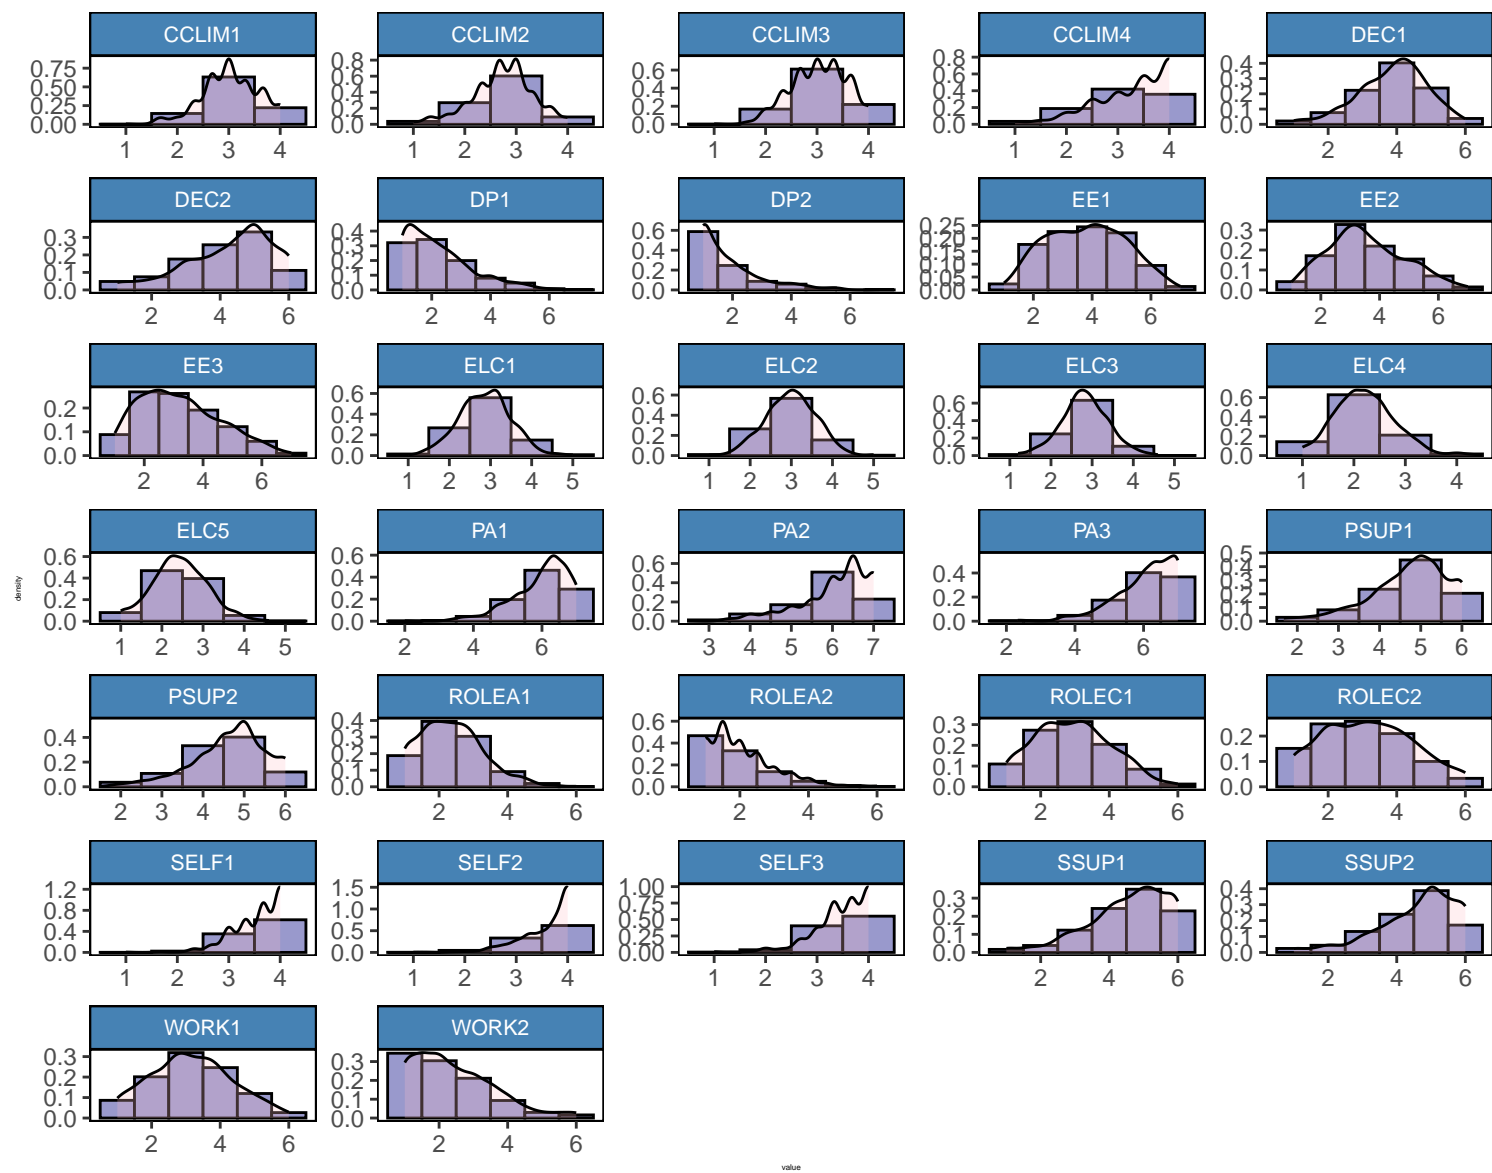 CCLIM1 CCLIM2 CCLIM3 CCLIM4 DEC1
0.75 0.50 0.25 0.00
0.8 0.6 0.4 0.2 0.0
0.6 0.4 0.2 0.0
0.8 0.6 0.4 0.2 0.0
0.4 0.3 0.2 0.1 0.0
1 2 3 4 1 2 3 4 1 2 3 4 1 2 3 4 2 4 6
DEC2 DP1 DP2 EE1 EE2
0.3 0.2 0.1 0.0
0.4 0.3 0.2 0.1 0.0
0.6 0.4 0.2 0.0
0.25 0.20 0.15 0.10 0.05 0.00
0.3 0.2 0.1 0.0
2 4 6 2 4 6 2 4 6 2 4 6 2 4 6
EE3 ELC1 ELC2 ELC3 ELC4
0.2 0.1 0.0
0.6 0.4 0.2 0.0
0.6 0.4 0.2 0.0
0.6 0.4 0.2 0.0
0.6 0.4 0.2 0.0
2 4 6 1 2 3 4 5 1 2 3 4 5 1 2 3 4 5 1 2 3 4
ELC5 PA1 PA2 PA3 PSUP1
0.6 0.4 0.2 0.0
0.6 0.4 0.2 0.0
0.6 0.4 0.2 0.0
0.4 0.2 0.0
0.5 0.4 0.3 0.2 0.1 0.0
1 2 3 4 5 2 4 6 3 4 5 6 7 2 4 6 2 3 4 5 6
density
PSUP2 ROLEA1 ROLEA2 ROLEC1 ROLEC2
0.4 0.2 0.0
0.4 0.3 0.2 0.1 0.0
0.6 0.4 0.2 0.0
0.3 0.2 0.1 0.0
0.2 0.1 0.0
2 3 4 5 6 2 4 6 2 4 6 2 4 6 2 4 6
SELF1 SELF2 SELF3 SSUP1 SSUP2
1.2 0.8 0.4 0.0
1.5 1.0 0.5 0.0
1.00 0.75 0.50 0.25 0.00
0.3 0.2 0.1 0.0
0.4 0.3 0.2 0.1 0.0
1 2 3 4 1 2 3 4 1 2 3 4 2 4 6 2 4 6
WORK1 WORK2
0.3 0.2 0.1 0.0
0.3 0.2 0.1 0.0
2 4 6 2 4 6
value